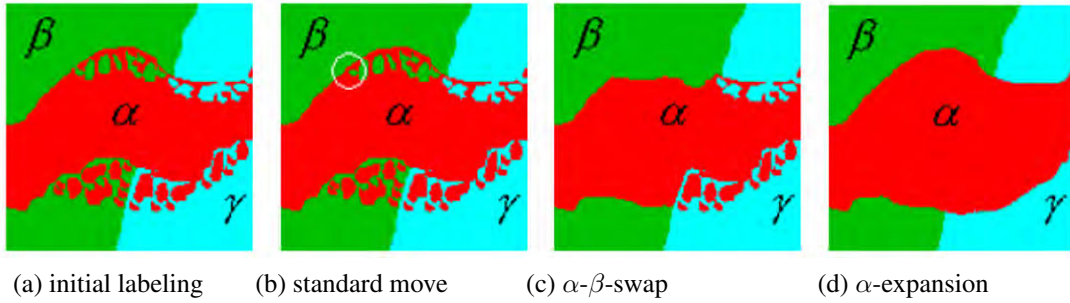 β α γ
β α γ
β α γ
β α γ
(a) initial labeling
(b) standard move
(c) α-β-swap
(d) α-expansion